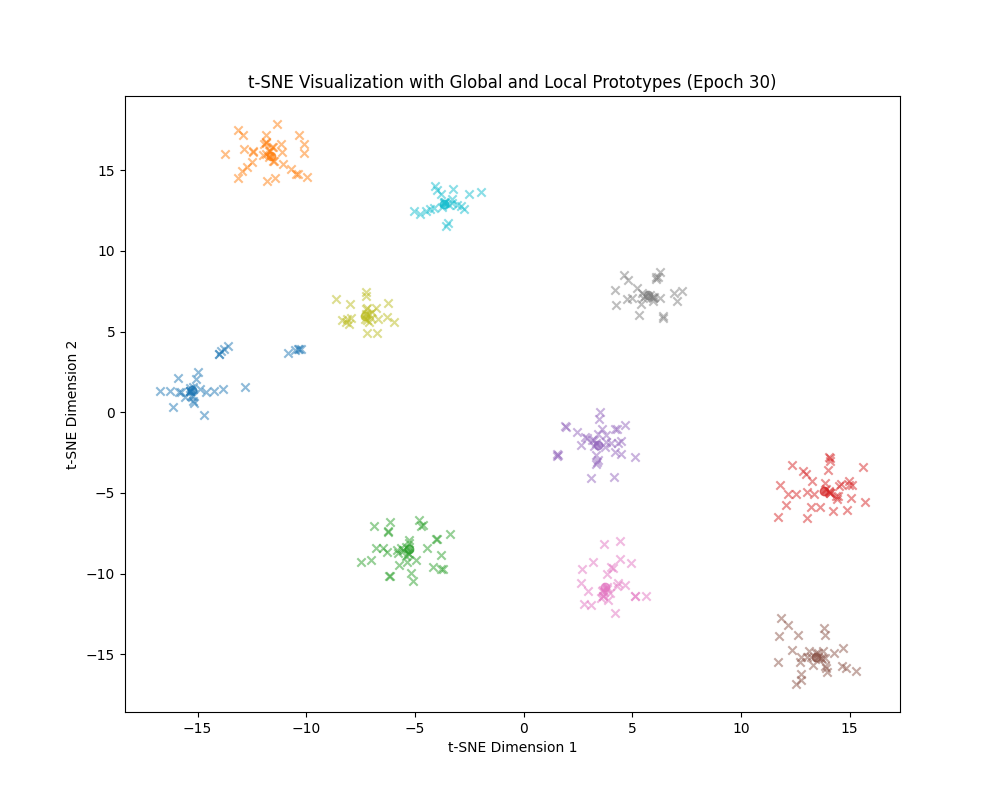 t-SNE Visualization with Global and Local Prototypes (Epoch 30)
15
10
5
0
−5
−10
−15
t-SNE Dimension 2
−15 −10 −5 0 5 10 15
t-SNE Dimension 1